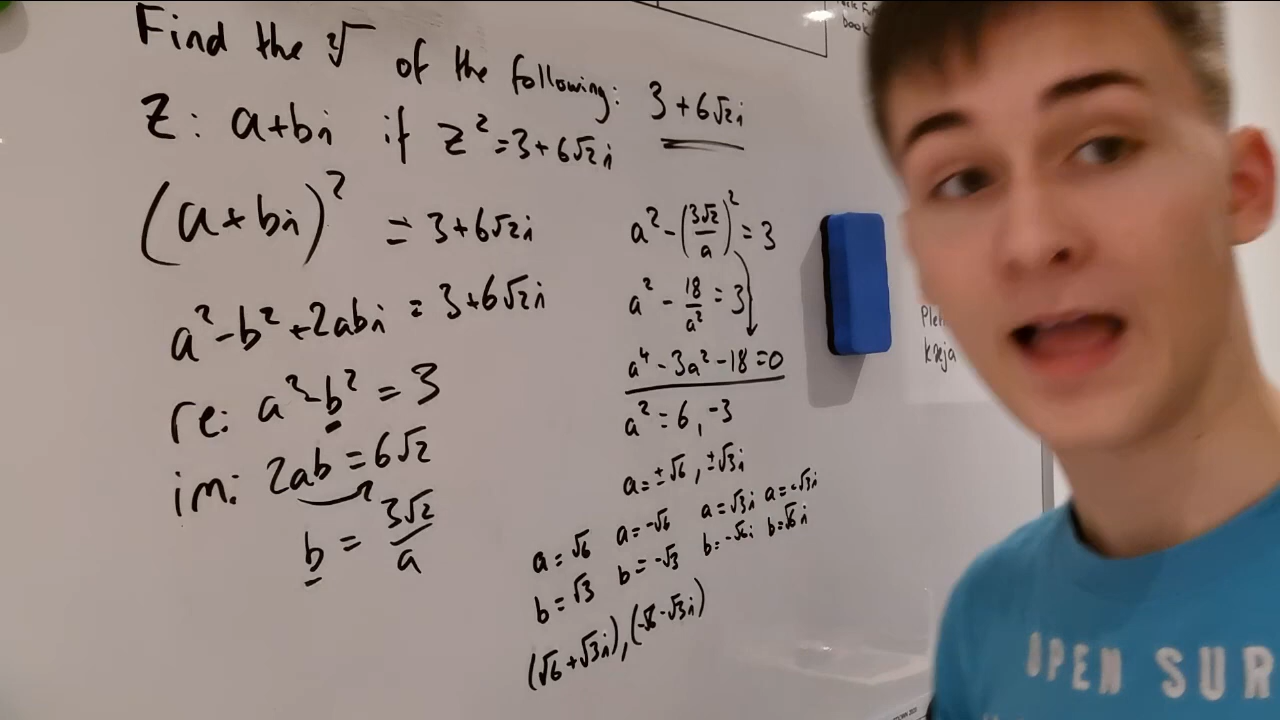 Find the ²√ of the following: 3+6√2i
Z: a+bi if z²=3+6√2i
(a+bi)² = 3+6√2i
a²-b²+2abi = 3+6√2i
re: a²-b² = 3
im: 2ab = 6√2
b = 3√2/a
a² - (3√2/a)² = 3
a² - 18/a² = 3
a⁴ - 3a² - 18 = 0
a² = 6, -3
a = ±√6, ±√3i
a = √6 a = -√6 a = √3i a = -√3i
b = √3 b = -√3 b = -√6i b = √6i
(√6+√3i), (-√6-√3i)
book
krzja
OPEN SUR